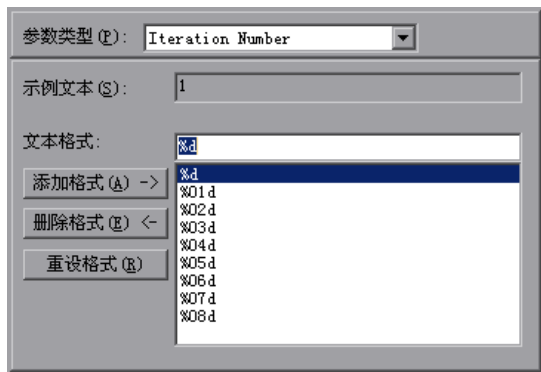 参数类型(P): Iteration Number
示例文本(S): 1
文本格式: %d
添加格式(A) ->
删除格式(E) <-
重设格式(R)
%d
%01d
%02d
%03d
%04d
%05d
%06d
%07d
%08d